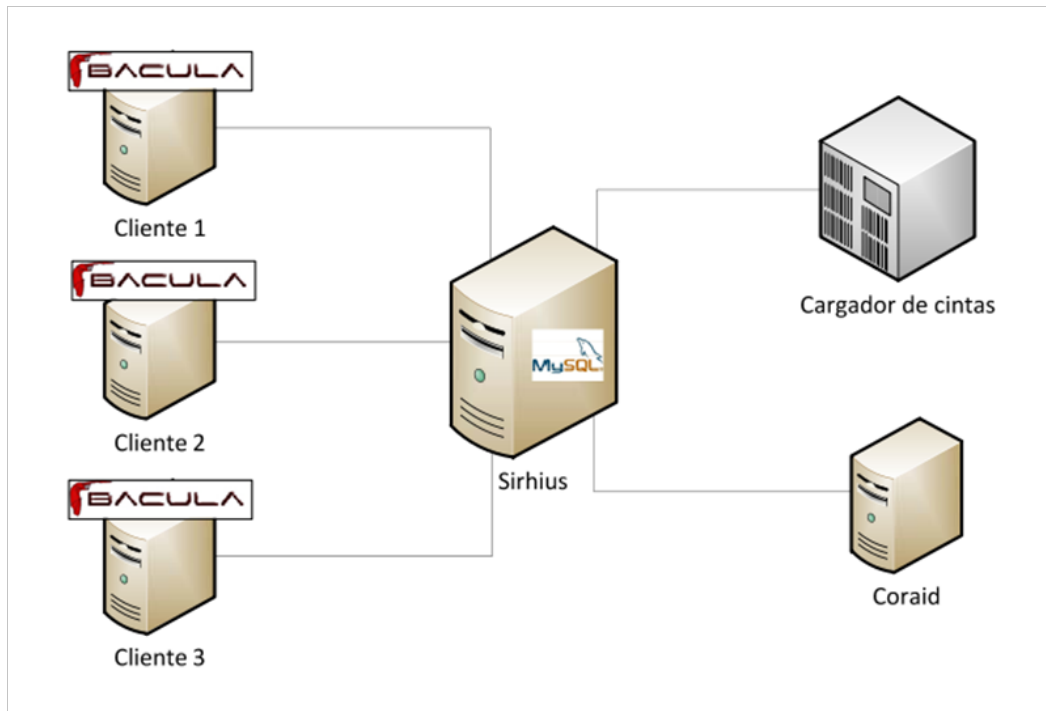 BACULA
Cliente 1
BACULA
Cliente 2
BACULA
Cliente 3
MySQL
Sirhius
Cargador de cintas
Coraid